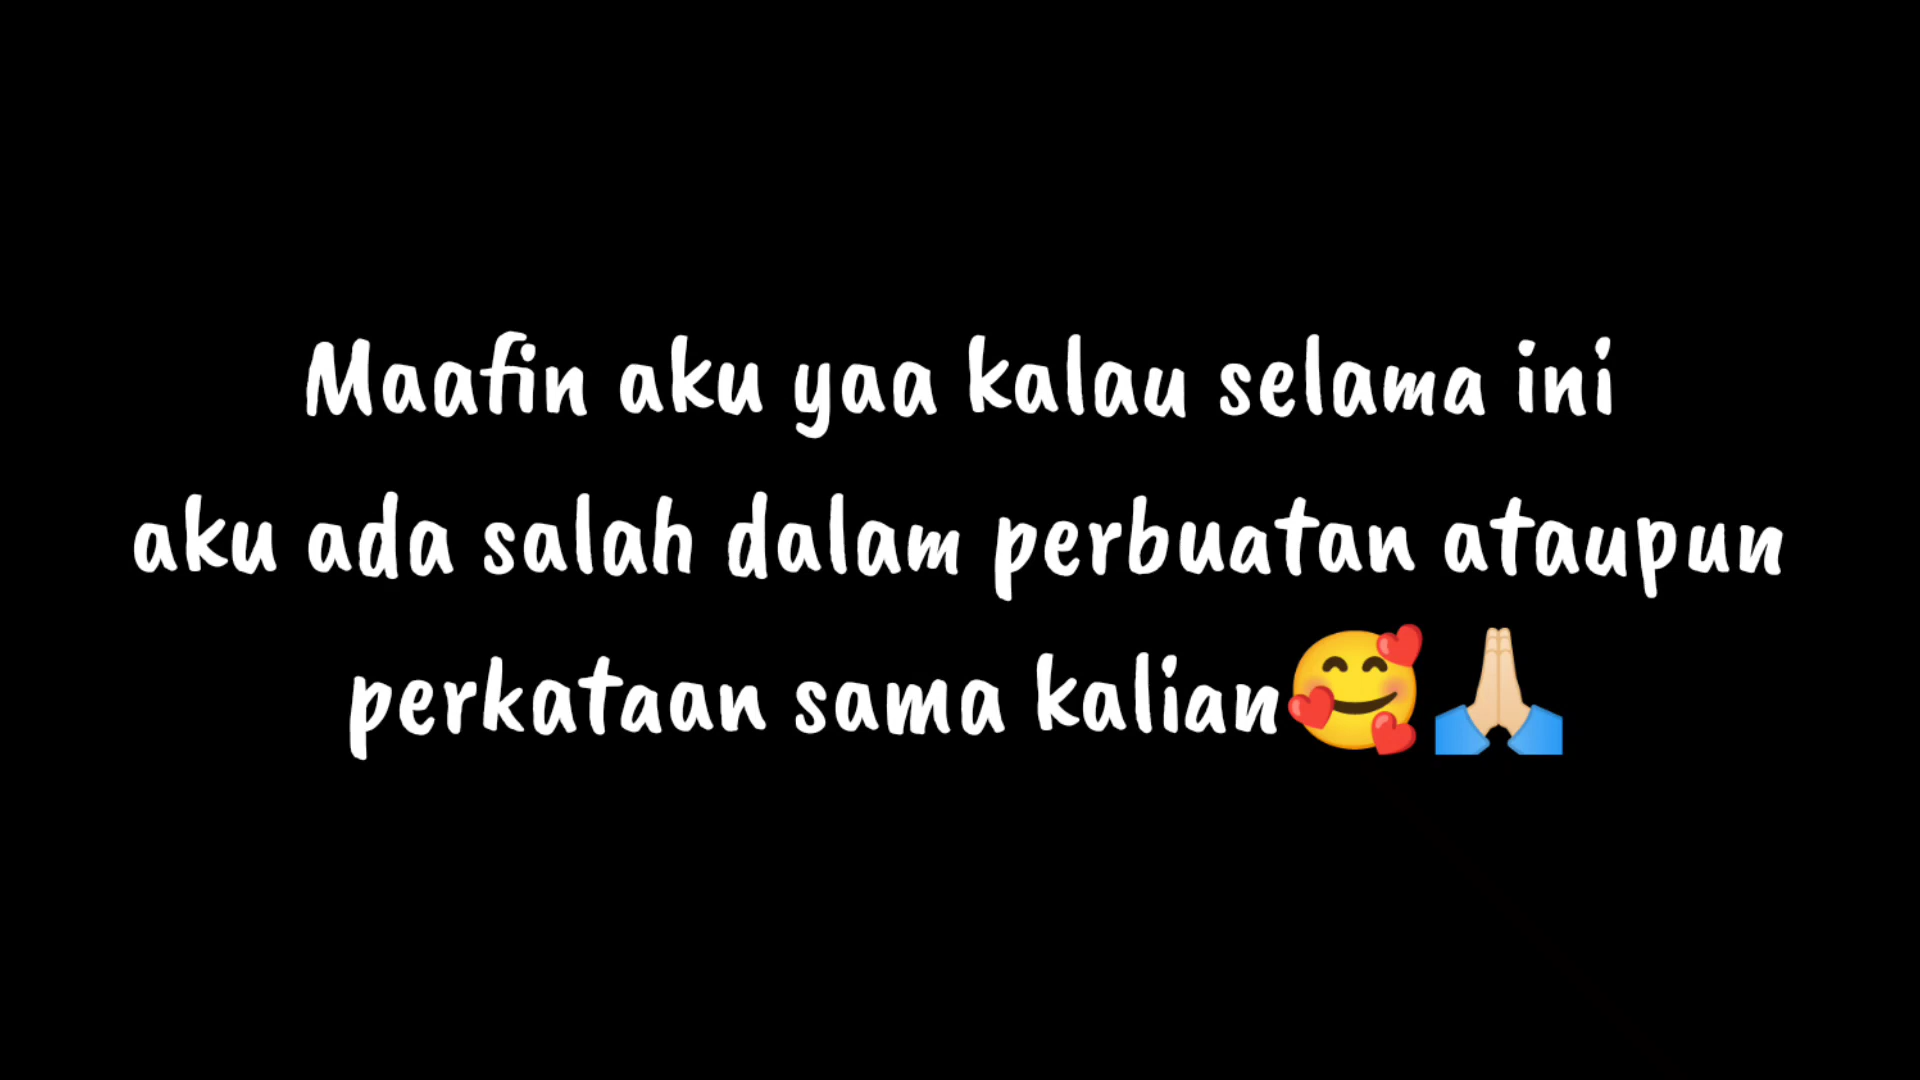 Maafin aku yaa kalau selama ini
aku ada salah dalam perbuatan ataupun
perkataan sama kalian🥰🙏🏻